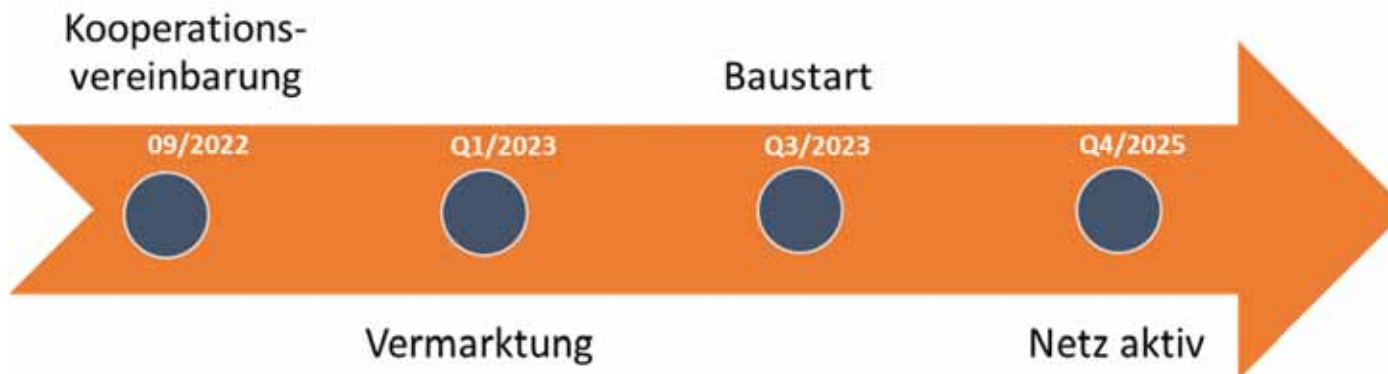 Kooperations-
vereinbarung
Baustart
09/2022
Q1/2023
Q3/2023
Q4/2025
Vermarktung
Netz aktiv